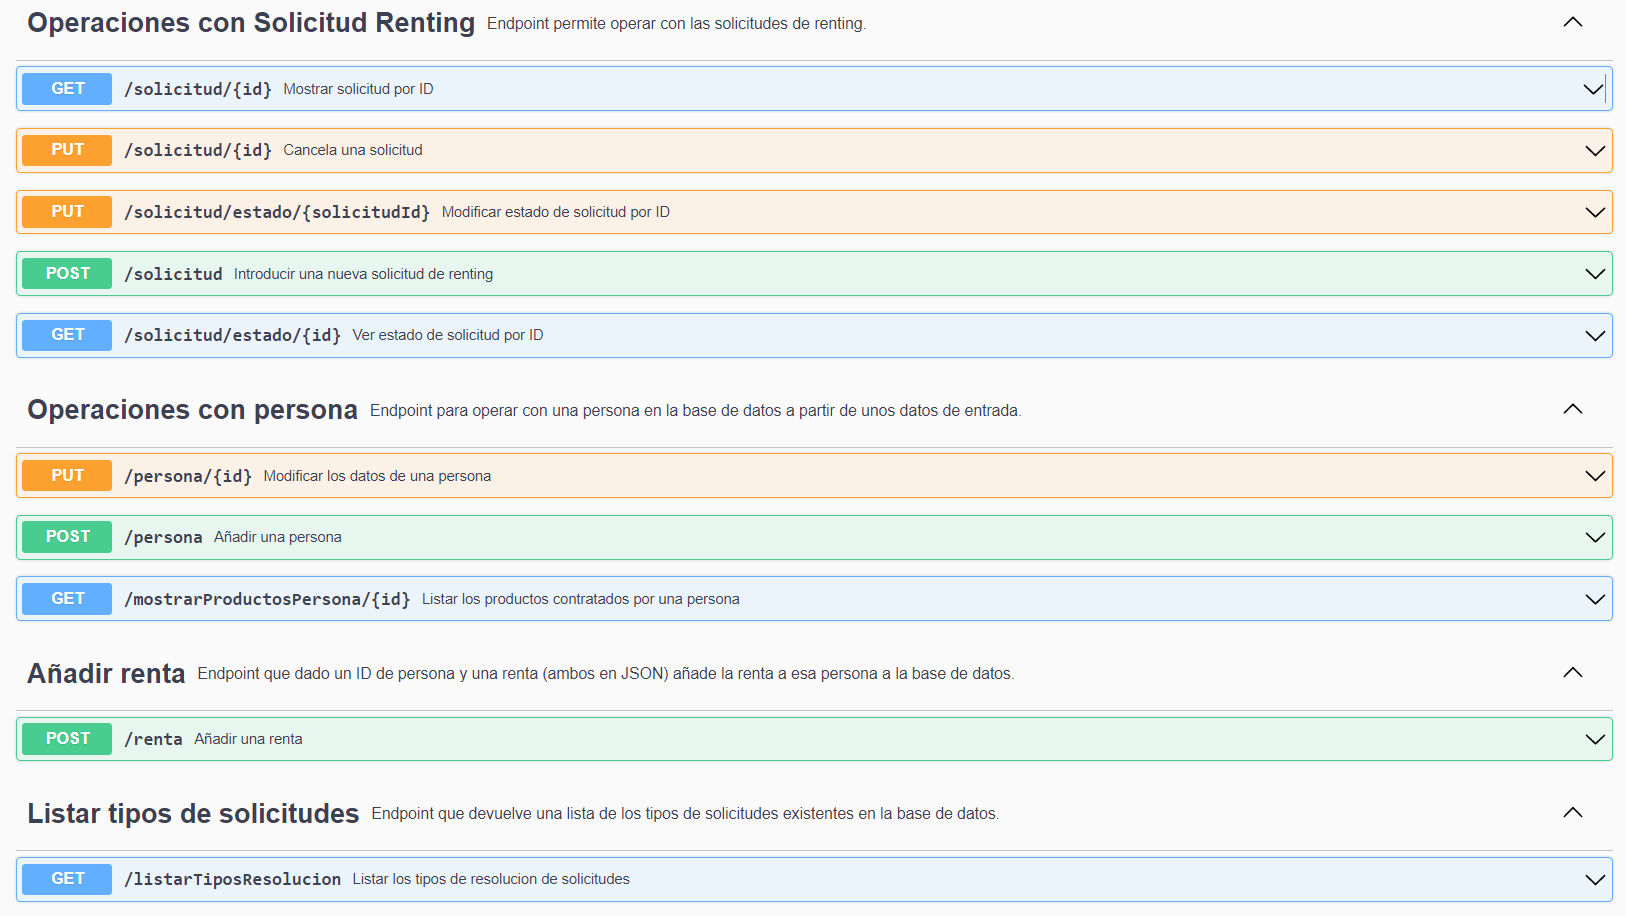 Operaciones con Solicitud Renting Endpoint permite operar con las solicitudes de renting.
GET /solicitud/{id} Mostrar solicitud por ID
PUT /solicitud/{id} Cancela una solicitud
PUT /solicitud/estado/{solicitudId} Modificar estado de solicitud por ID
POST /solicitud Introducir una nueva solicitud de renting
GET /solicitud/estado/{id} Ver estado de solicitud por ID
Operaciones con persona Endpoint para operar con una persona en la base de datos a partir de unos datos de entrada.
PUT /persona/{id} Modificar los datos de una persona
POST /persona Añadir una persona
GET /mostrarProductosPersona/{id} Listar los productos contratados por una persona
Añadir renta Endpoint que dado un ID de persona y una renta (ambos en JSON) añade la renta a esa persona a la base de datos.
POST /renta Añadir una renta
Listar tipos de solicitudes Endpoint que devuelve una lista de los tipos de solicitudes existentes en la base de datos.
GET /listarTiposResolucion Listar los tipos de resolucion de solicitudes